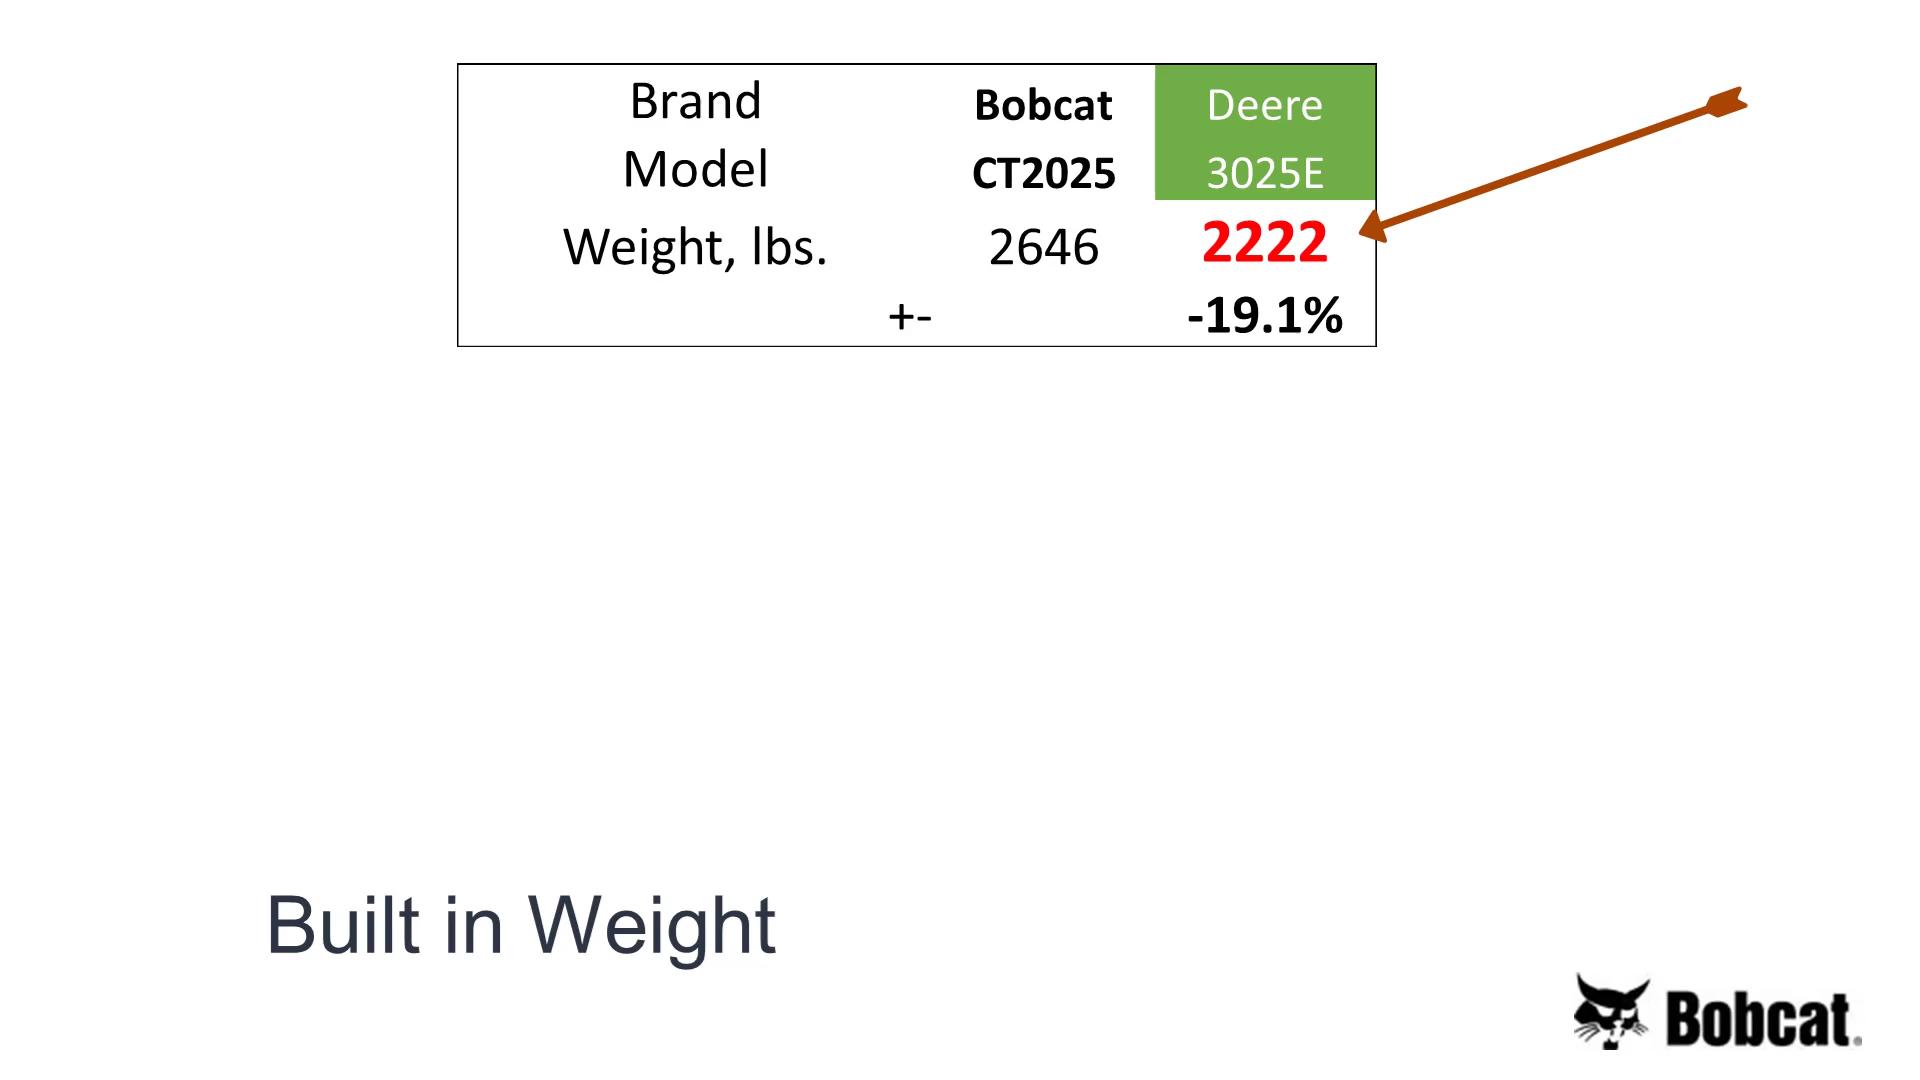 Brand Bobcat Deere
Model CT2025 3025E
Weight, lbs. 2646 2222
+- -19.1%
Built in Weight
Bobcat